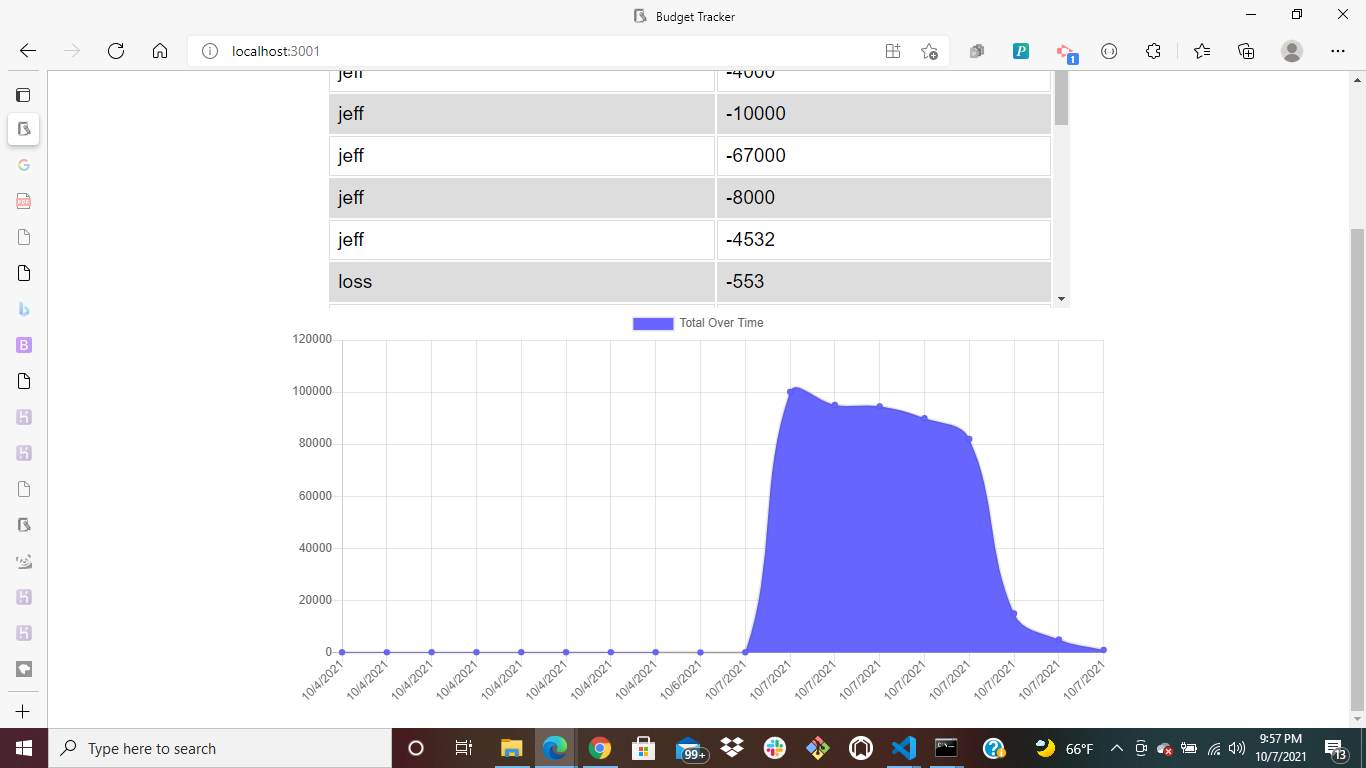 Budget Tracker
localhost:3001
P
1
jeff -4000
jeff -10000
jeff -67000
jeff -8000
jeff -4532
loss -553
Total Over Time
120000
100000
80000
60000
40000
20000
0
10/4/2021 10/4/2021 10/4/2021 10/4/2021 10/4/2021 10/4/2021 10/4/2021 10/4/2021 10/6/2021 10/7/2021 10/7/2021 10/7/2021 10/7/2021 10/7/2021 10/7/2021 10/7/2021 10/7/2021 10/7/2021
Type here to search
99+
66°F
9:57 PM
10/7/2021
13